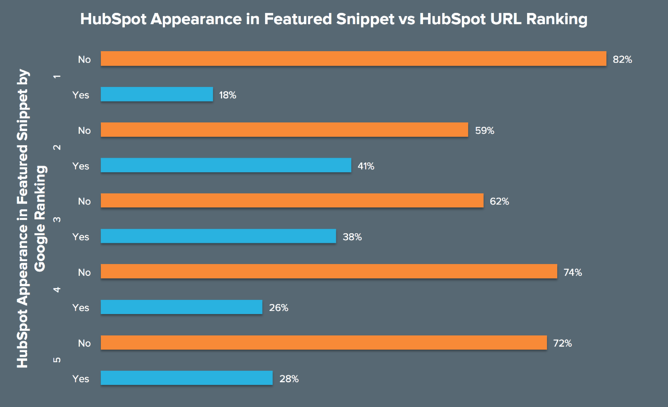 HubSpot Appearance in Featured Snippet vs HubSpot URL Ranking
HubSpot Appearance in Featured Snippet by
Google Ranking
1
No
82%
Yes
18%
2
No
59%
Yes
41%
3
No
62%
Yes
38%
4
No
74%
Yes
26%
5
No
72%
Yes
28%